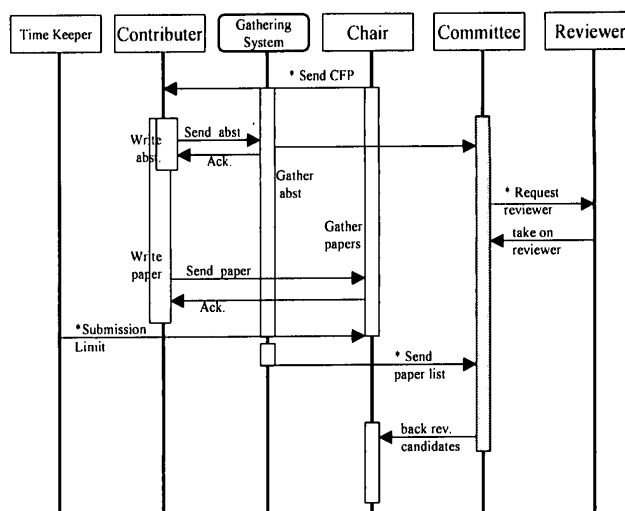 Time Keeper
Contributer
Gathering
System
Chair
Committee
Reviewer
* Send CFP
Write
abst.
Send abst
Ack.
Gather
abst
* Request
reviewer
Gather
papers
take on
reviewer
Write
paper
Send paper
Ack.
*Submission
Limit
* Send
paper list
back rev.
candidates